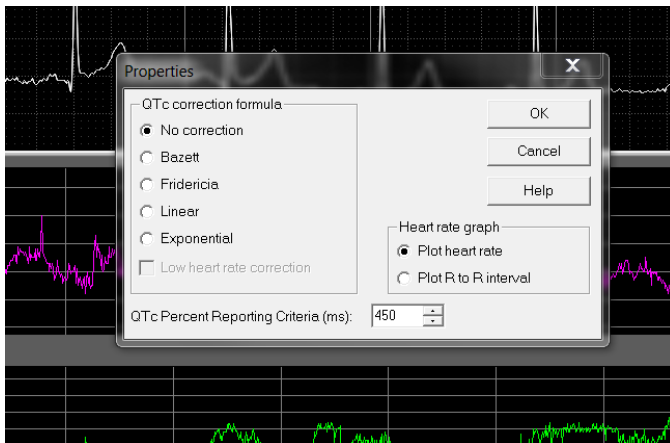 Properties
X
QTc correction formula
No correction
Bazett
Fridericia
Linear
Exponential
Low heart rate correction
OK
Cancel
Help
Heart rate graph
Plot heart rate
Plot R to R interval
QTc Percent Reporting Criteria (ms): 450